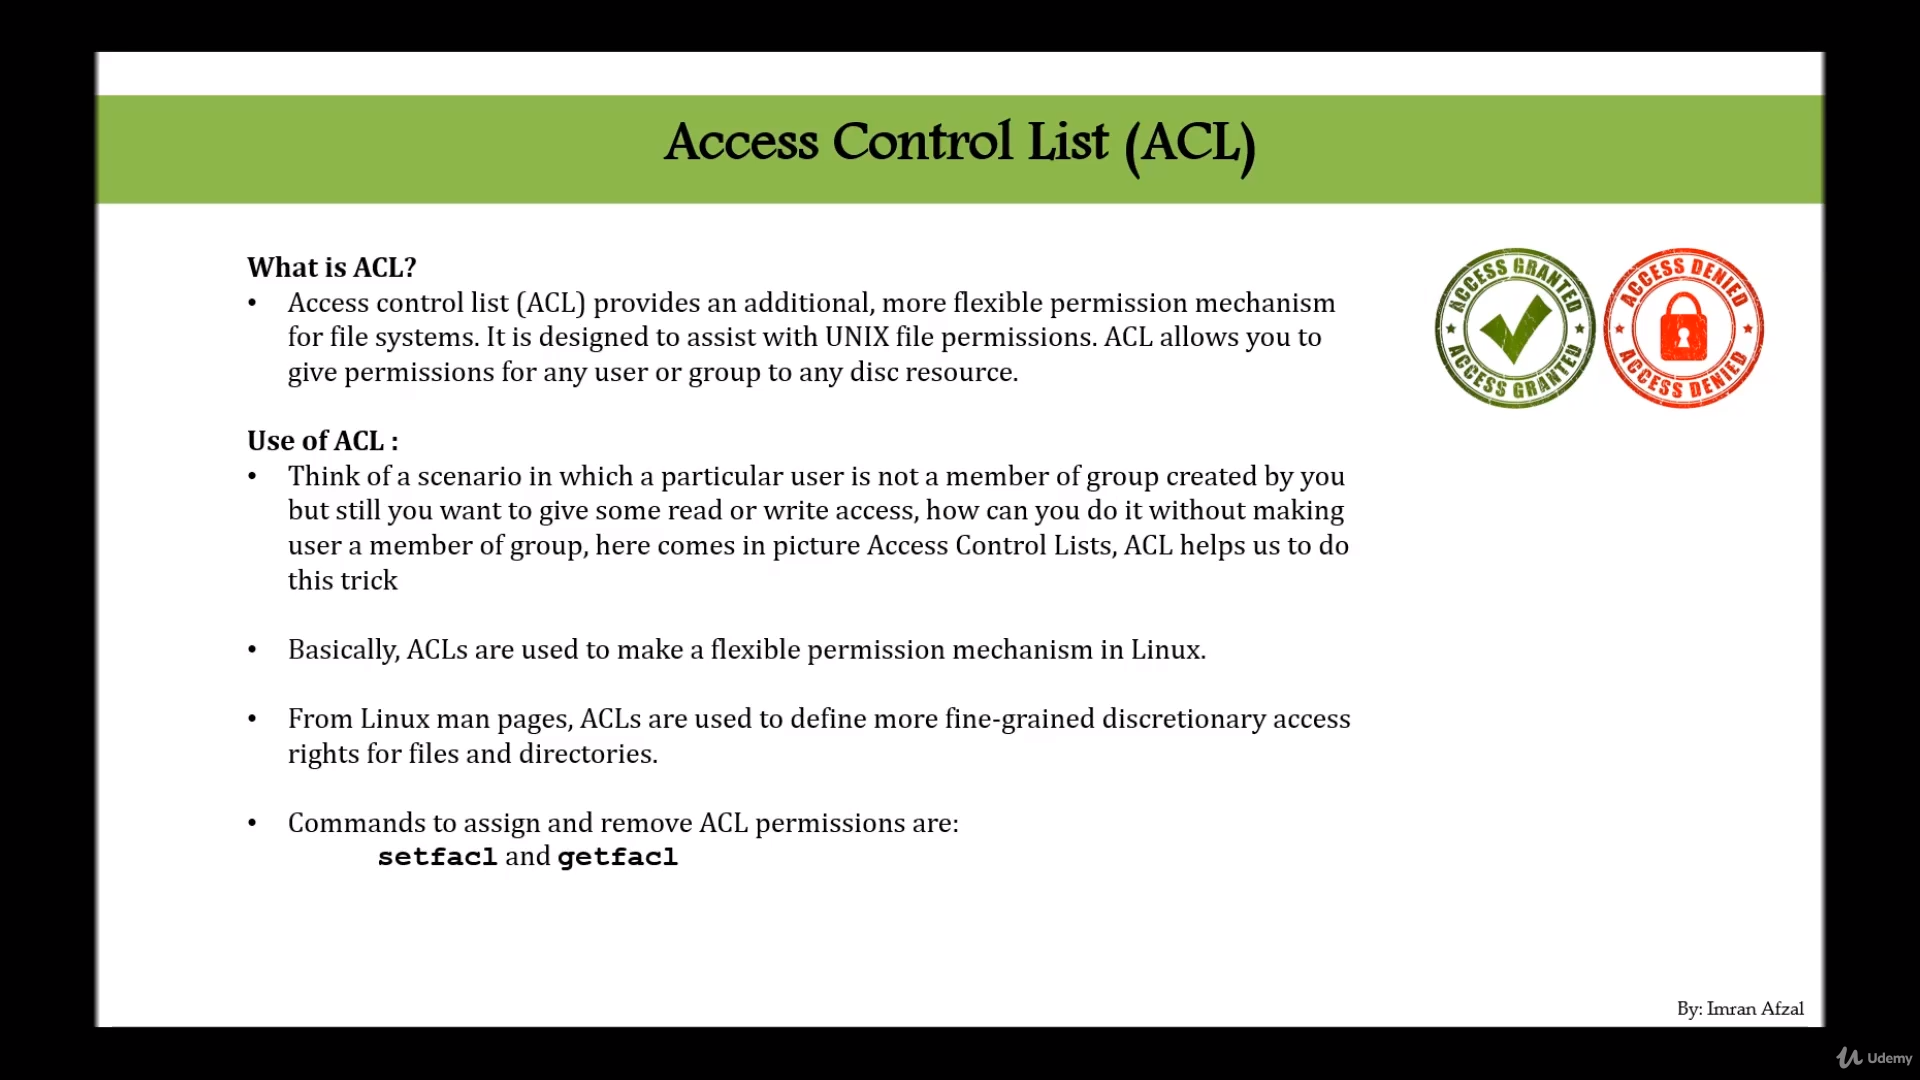 Access Control List (ACL)
What is ACL?
• Access control list (ACL) provides an additional, more flexible permission mechanism
for file systems. It is designed to assist with UNIX file permissions. ACL allows you to
give permissions for any user or group to any disc resource.
ACCESS GRANTED
ACCESS GRANTED
ACCESS DENIED
ACCESS DENIED
Use of ACL :
• Think of a scenario in which a particular user is not a member of group created by you
but still you want to give some read or write access, how can you do it without making
user a member of group, here comes in picture Access Control Lists, ACL helps us to do
this trick
• Basically, ACLs are used to make a flexible permission mechanism in Linux.
• From Linux man pages, ACLs are used to define more fine-grained discretionary access
rights for files and directories.
• Commands to assign and remove ACL permissions are:
setfacl and getfacl
By: Imran Afzal
Udemy